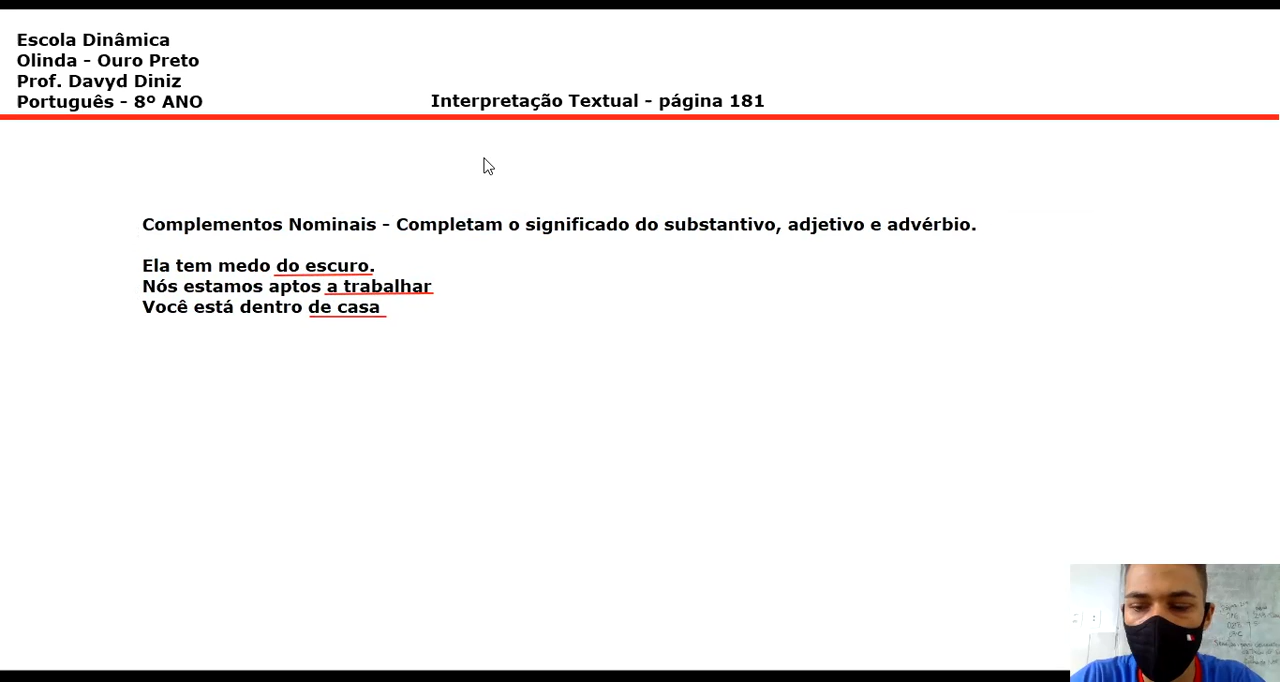 Escola Dinâmica
Olinda - Ouro Preto
Prof. Davyd Diniz
Português - 8º ANO
Interpretação Textual - página 181
Complementos Nominais - Completam o significado do substantivo, adjetivo e advérbio.
Ela tem medo do escuro.
Nós estamos aptos a trabalhar
Você está dentro de casa